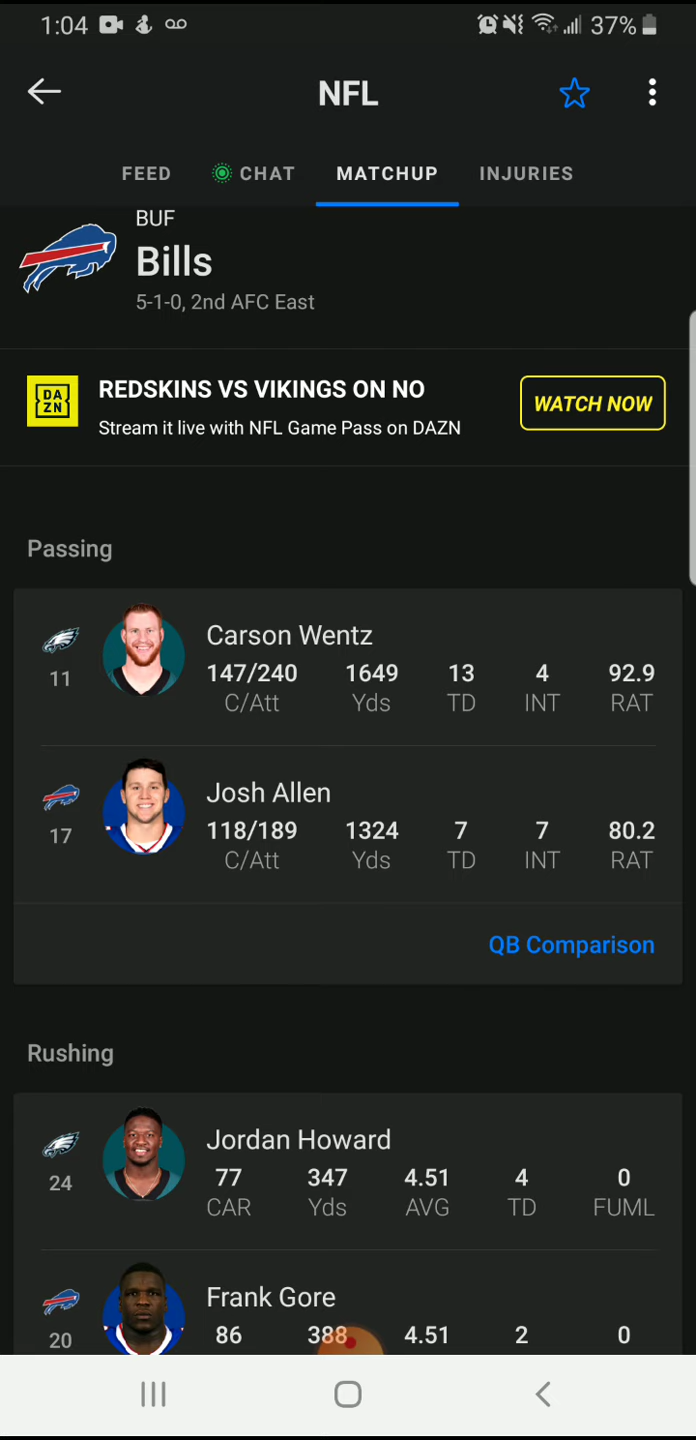 1:04
37%
NFL
FEED CHAT MATCHUP INJURIES
BUF
Bills
5-1-0, 2nd AFC East
DA
ZN
REDSKINS VS VIKINGS ON NO
Stream it live with NFL Game Pass on DAZN
WATCH NOW
Passing
11
Carson Wentz
147/240 1649 13 4 92.9
C/Att Yds TD INT RAT
17
Josh Allen
118/189 1324 7 7 80.2
C/Att Yds TD INT RAT
QB Comparison
Rushing
24
Jordan Howard
77 347 4.51 4 0
CAR Yds AVG TD FUML
20
Frank Gore
86 388 4.51 2 0